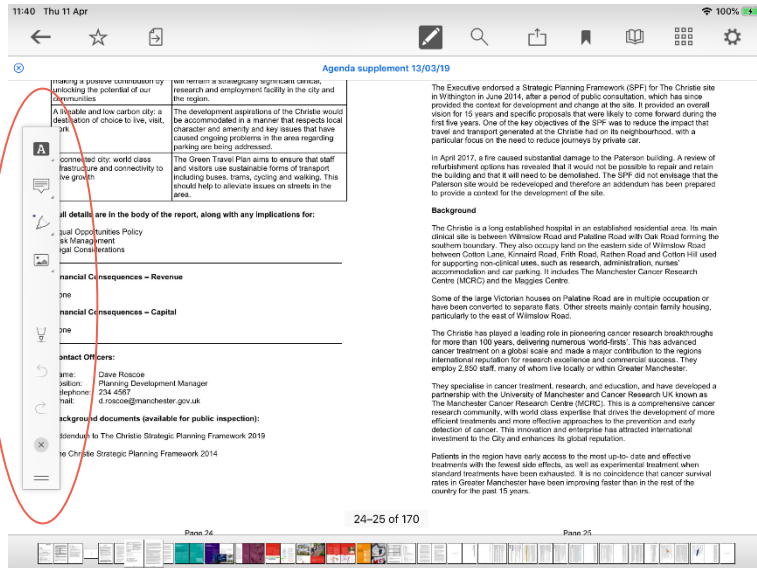 11:40 Thu 11 Apr
100%
Agenda supplement 13/03/19
making a positive contribution by
unlocking the potential of our
communities
will remain a strategically significant clinical,
research and employment facility in the city and
the region.
A liveable and low carbon city: a
destination of choice to live, visit,
ork
The development aspirations of the Christie would
be accommodated in a manner that respects local
character and amenity and key issues that have
caused ongoing problems in the area regarding
parking are being addressed.
connected city: world class
frastructure and connectivity to
ive growth
The Green Travel Plan aims to ensure that staff
and visitors use sustainable forms of transport
including buses, trams, cycling and walking. This
should help to alleviate issues on streets in the
area.
ull details are in the body of the report, along with any implications for:
qual Opportunities Policy
sk Management
egal Considerations
nancial Consequences – Revenue
one
nancial Consequences – Capital
one
ontact Officers:
ame: Dave Roscoe
osition: Planning Development Manager
elephone: 234 4567
mail: d.roscoe@manchester.gov.uk
ackground documents (available for public inspection):
ddendum to The Christie Strategic Planning Framework 2019
he Christie Strategic Planning Framework 2014
Page 24
The Executive endorsed a Strategic Planning Framework (SPF) for The Christie site
in Withington in June 2014, after a period of public consultation, which has since
provided the context for development and change at the site. It provided an overall
vision for 15 years and specific proposals that were likely to come forward during the
first five years. One of the key objectives of the SPF was to reduce the impact that
travel and transport generated at the Christie had on its neighbourhood, with a
particular focus on the need to reduce journeys by private car.
In April 2017, a fire caused substantial damage to the Paterson building. A review of
refurbishment options has revealed that it would not be possible to repair and retain
the building and that it will need to be demolished. The SPF did not envisage that the
Paterson site would be redeveloped and therefore an addendum has been prepared
to provide a context for the development of the site.
Background
The Christie is a long established hospital in an established residential area. Its main
clinical site is between Wilmslow Road and Palatine Road with Oak Road forming the
southern boundary. They also occupy land on the eastern side of Wilmslow Road
between Cotton Lane, Kinnaird Road, Frith Road, Rathen Road and Cotton Hill used
for supporting non-clinical uses, such as research, administration, nurses'
accommodation and car parking. It includes The Manchester Cancer Research
Centre (MCRC) and the Maggies Centre.
Some of the large Victorian houses on Palatine Road are in multiple occupation or
have been converted to separate flats. Other streets mainly contain family housing,
particularly to the east of Wilmslow Road.
The Christie has played a leading role in pioneering cancer research breakthroughs
for more than 100 years, delivering numerous 'world-firsts'. This has advanced
cancer treatment on a global scale and made a major contribution to the regions
international reputation for research excellence and commercial success. They
employ 2,850 staff, many of whom live locally or within Greater Manchester.
They specialise in cancer treatment, research, and education, and have developed a
partnership with the University of Manchester and Cancer Research UK known as
The Manchester Cancer Research Centre (MCRC). This is a comprehensive cancer
research community, with world class expertise that drives the development of more
efficient treatments and more effective approaches to the prevention and early
detection of cancer. This innovation and enterprise has attracted international
investment to the City and enhances its global reputation.
Patients in the region have early access to the most up-to- date and effective
treatments with the fewest side effects, as well as experimental treatment when
standard treatments have been exhausted. It is no coincidence that cancer survival
rates in Greater Manchester have been improving faster than in the rest of the
country for the past 15 years.
Page 25
24–25 of 170